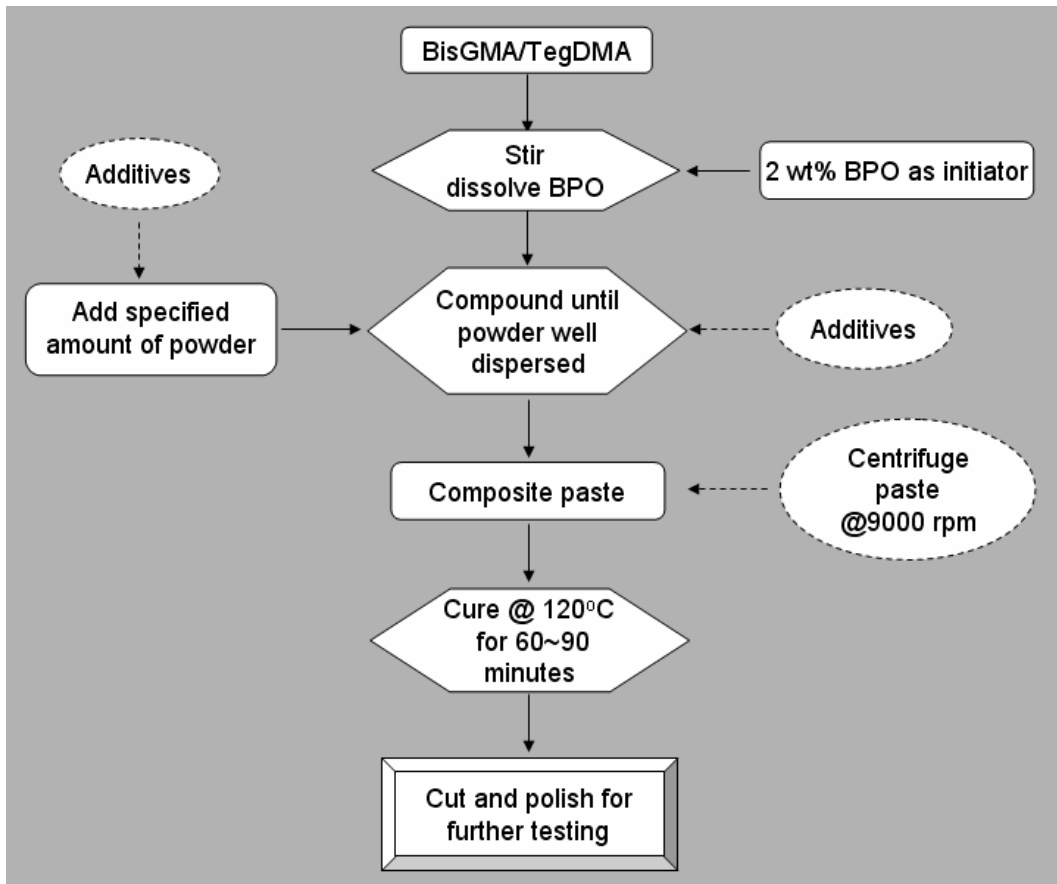 BisGMA/TegDMA
Stir
dissolve BPO
2 wt% BPO as initiator
Additives
Add specified
amount of powder
Compound until
powder well
dispersed
Additives
Composite paste
Centrifuge
paste
@9000 rpm
Cure @ 120°C
for 60~90
minutes
Cut and polish for
further testing